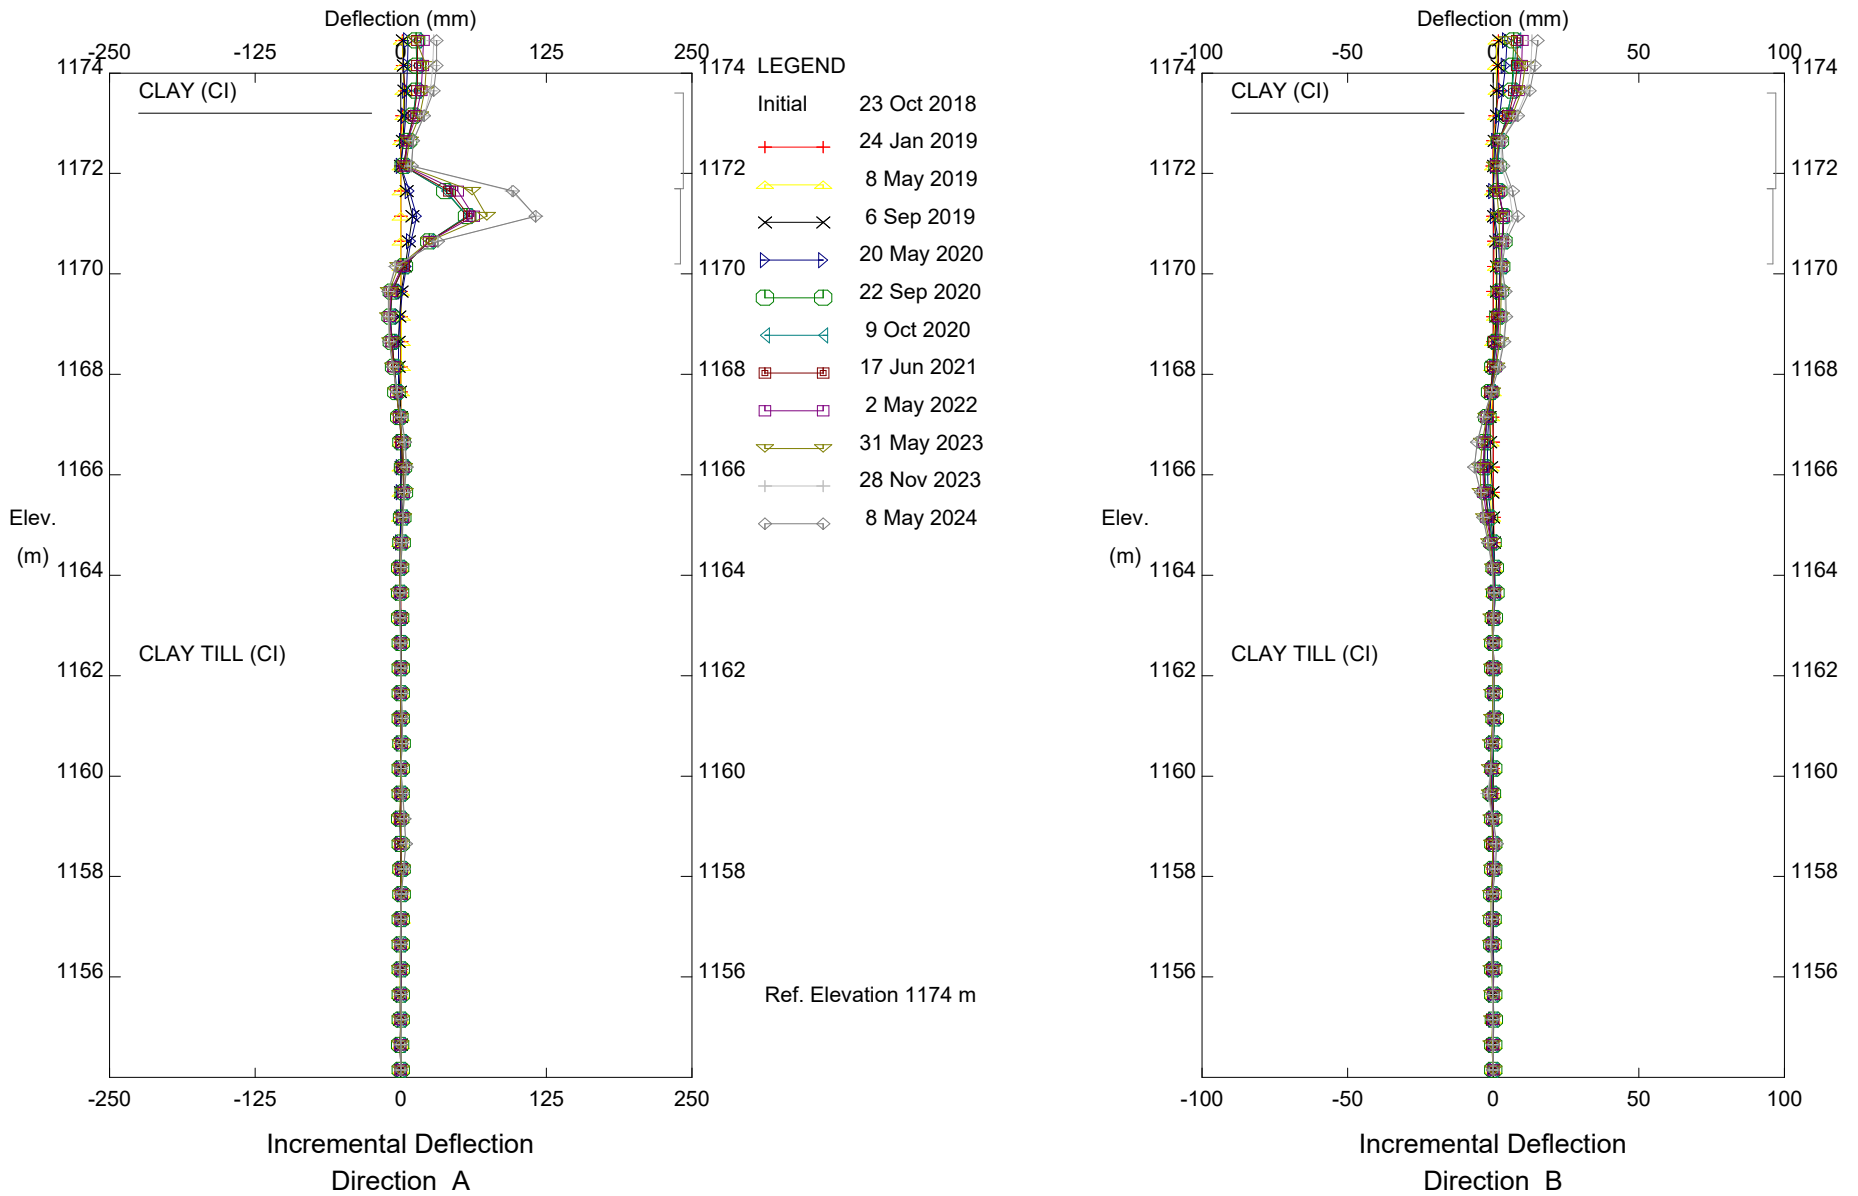 Deflection (mm)
-250 -125 0 125 250
1174 1174
CLAY (CI)
1172 1172
1170 1170
1168 1168
1166 1166
Elev.
(m)
1164 1164
CLAY TILL (CI)
1162 1162
1160 1160
1158 1158
1156 1156
-250 -125 0 125 250
Incremental Deflection
Direction A
LEGEND
Initial 23 Oct 2018
24 Jan 2019
8 May 2019
6 Sep 2019
20 May 2020
22 Sep 2020
9 Oct 2020
17 Jun 2021
2 May 2022
31 May 2023
28 Nov 2023
8 May 2024
Ref. Elevation 1174 m
Deflection (mm)
-100 -50 0 50 100
1174 1174
CLAY (CI)
1172 1172
1170 1170
1168 1168
1166 1166
Elev.
(m)
1164 1164
CLAY TILL (CI)
1162 1162
1160 1160
1158 1158
1156 1156
-100 -50 0 50 100
Incremental Deflection
Direction B